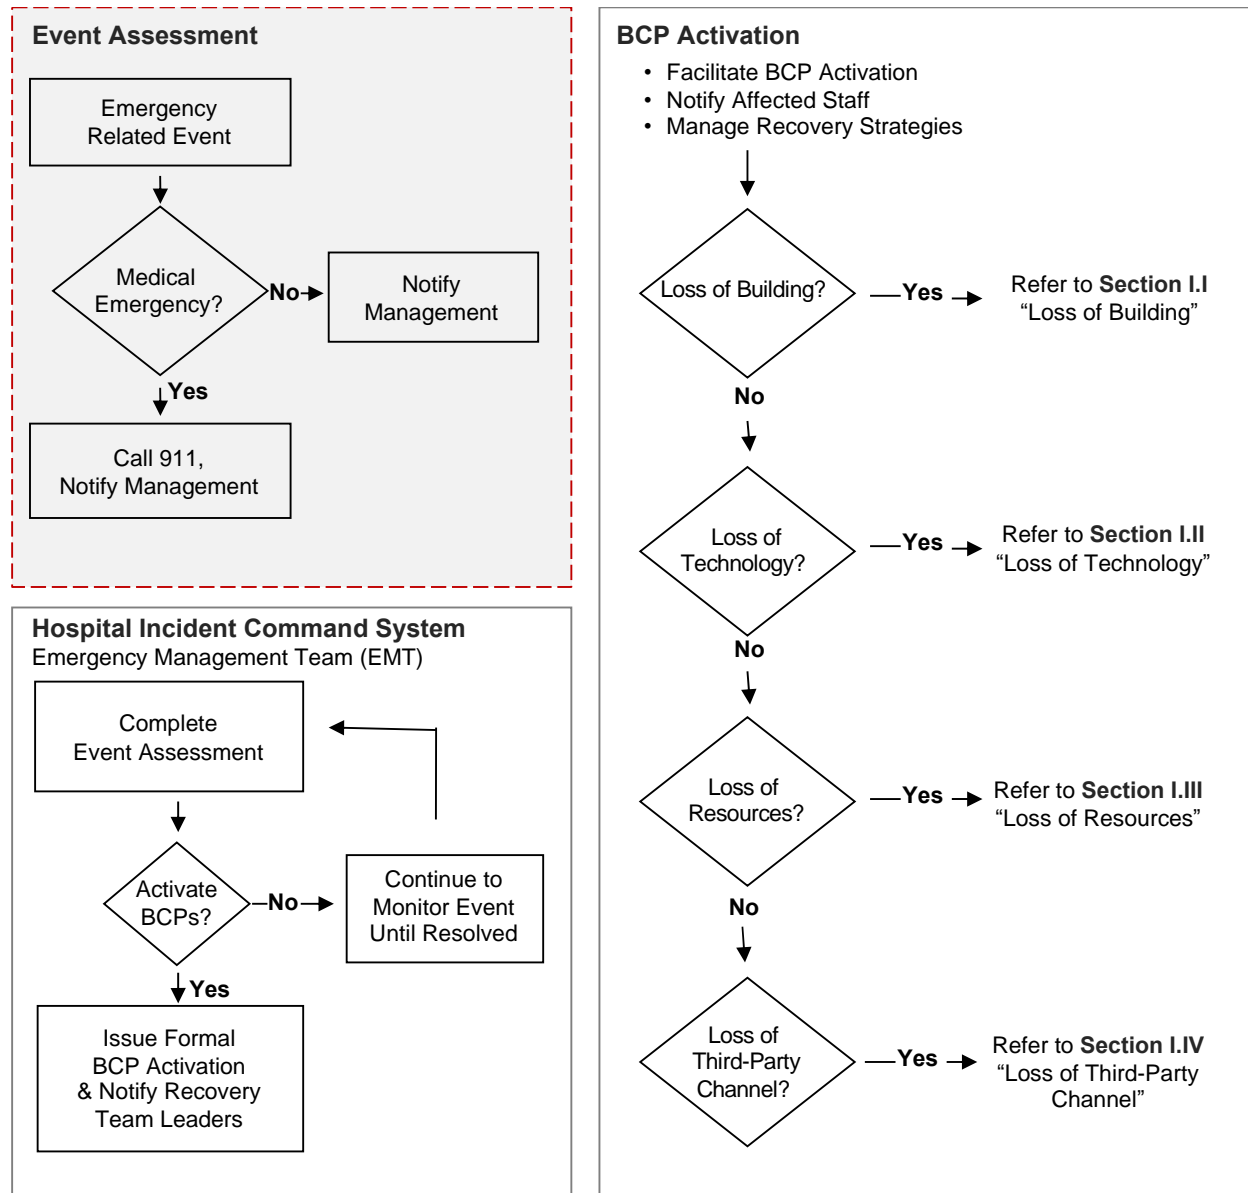 Event Assessment
Emergency
Related Event
Medical
Emergency?
No
Notify
Management
Yes
Call 911,
Notify Management
Hospital Incident Command System
Emergency Management Team (EMT)
Complete
Event Assessment
Activate
BCPs?
No
Continue to
Monitor Event
Until Resolved
Yes
Issue Formal
BCP Activation
& Notify Recovery
Team Leaders
BCP Activation
• Facilitate BCP Activation
• Notify Affected Staff
• Manage Recovery Strategies
Loss of Building?
Yes
Refer to Section I.I
“Loss of Building”
No
Loss of
Technology?
Yes
Refer to Section I.II
“Loss of Technology”
No
Loss of
Resources?
Yes
Refer to Section I.III
“Loss of Resources”
No
Loss of
Third-Party
Channel?
Yes
Refer to Section I.IV
“Loss of Third-Party
Channel”